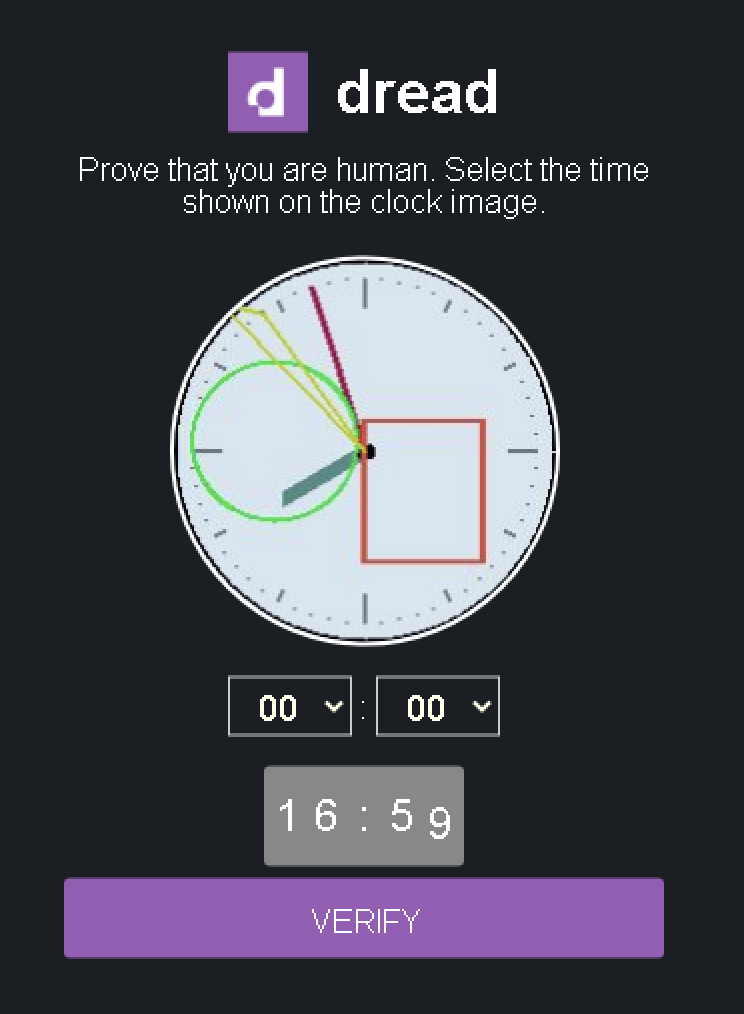 d dread
Prove that you are human. Select the time
shown on the clock image.
00 : 00
16:59
VERIFY